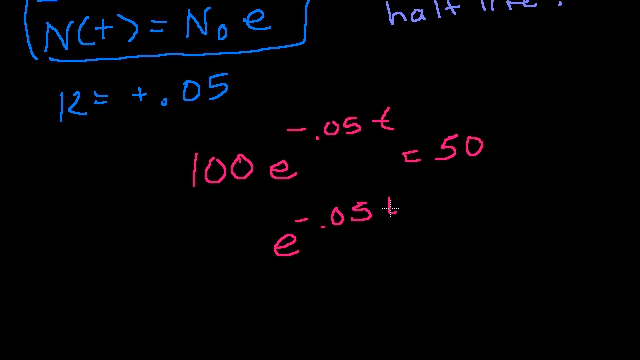 N(t) = N₀ e
half life?
k = +.05
100 e^-.05t = 50
e^-.05t